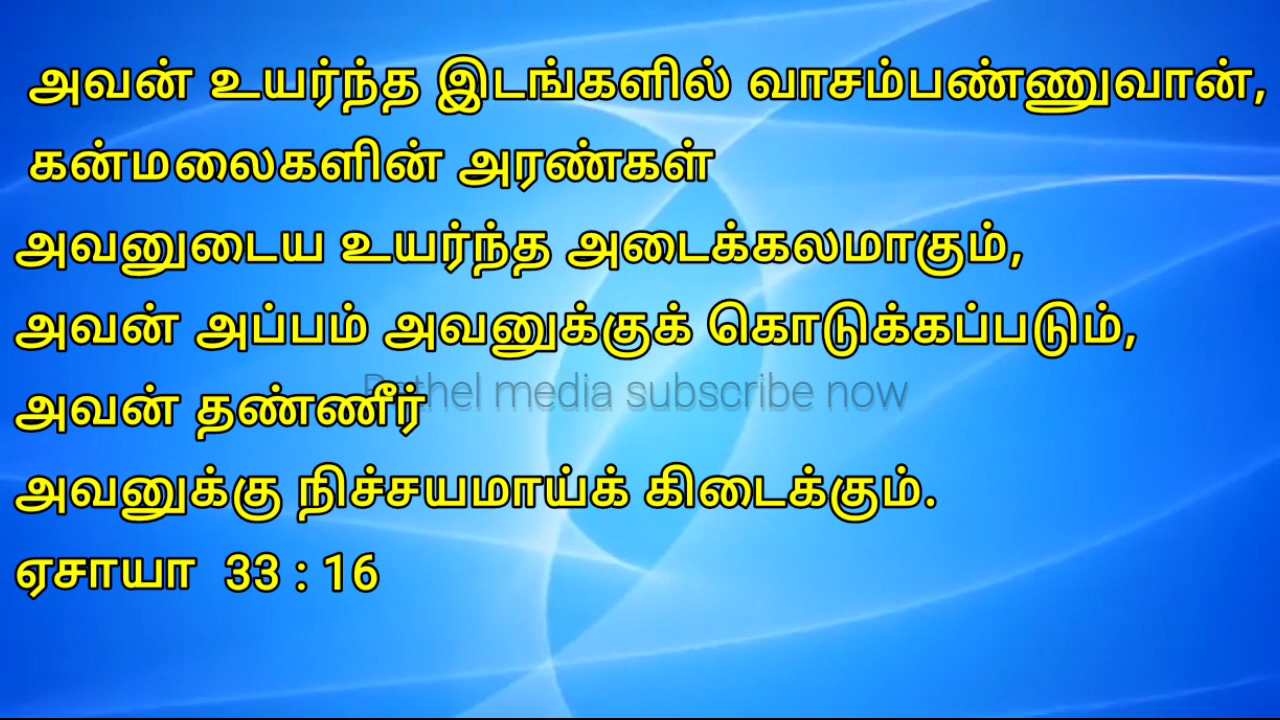 அவன் உயர்ந்த இடங்களில் வாசம்பண்ணுவான்,
கன்மலைகளின் அரண்கள்
அவனுடைய உயர்ந்த அடைக்கலமாகும்,
அவன் அப்பம் அவனுக்குக் கொடுக்கப்படும்,
Bethel media subscribe now
அவன் தண்ணீர்
அவனுக்கு நிச்சயமாய்க் கிடைக்கும்.
ஏசாயா 33 : 16